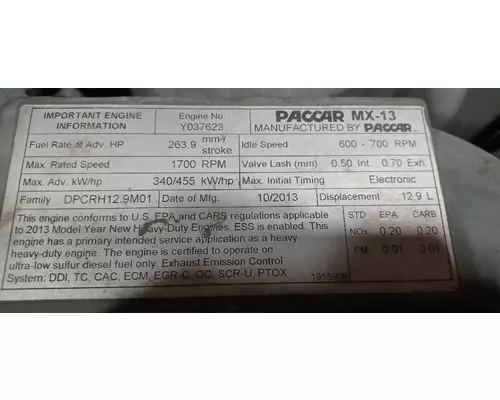 IMPORTANT ENGINE INFORMATION
Engine No. Y037623
PACCAR MX-13
MANUFACTURED BY PACCAR
Fuel Rate at Adv. HP 263.9 mm³/stroke
Idle Speed 600 - 700 RPM
Max. Rated Speed 1700 RPM
Valve Lash (mm) 0.50 Int. 0.70 Exh.
Max. Adv. kW/hp 340/455 kW/hp
Max. Initial Timing Electronic
Family DPCRH12.9M01
Date of Mfg. 10/2013
Displacement 12.9 L
This engine conforms to U.S. EPA and CARB regulations applicable
to 2013 Model Year New Heavy-Duty Engines. ESS is enabled. This
engine has a primary intended service application as a heavy
heavy-duty engine. The engine is certified to operate on
ultra-low sulfur diesel only. Exhaust Emission Control
System: DDI, TC, CAC, ECM, EGR-C, OC, SCR-U, PTOX
STD EPA CARB
NOx 0.20 0.20
PM 0.01 0.01